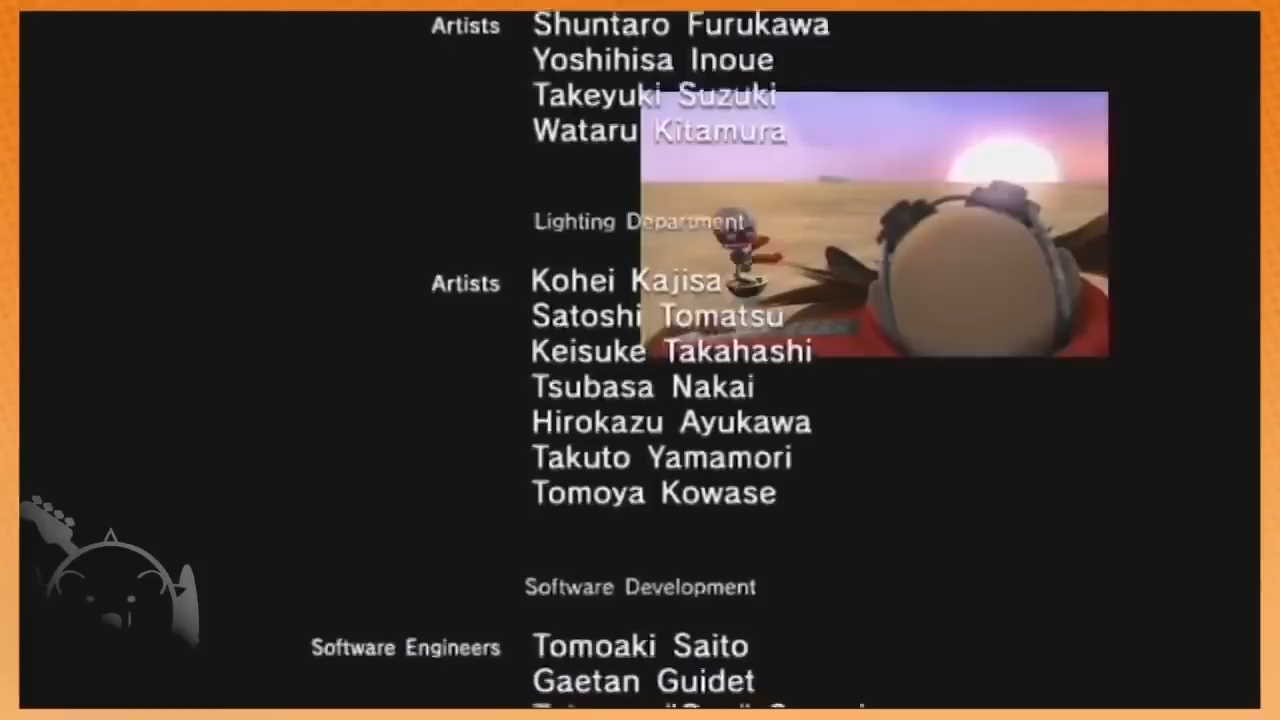 Artists Shuntaro Furukawa
Yoshihisa Inoue
Takeyuki Suzuki
Wataru Kitamura
Lighting Department
Artists Kohei Kajisa
Satoshi Tomatsu
Keisuke Takahashi
Tsubasa Nakai
Hirokazu Ayukawa
Takuto Yamamori
Tomoya Kowase
Software Development
Software Engineers Tomoaki Saito
Gaetan Guidet